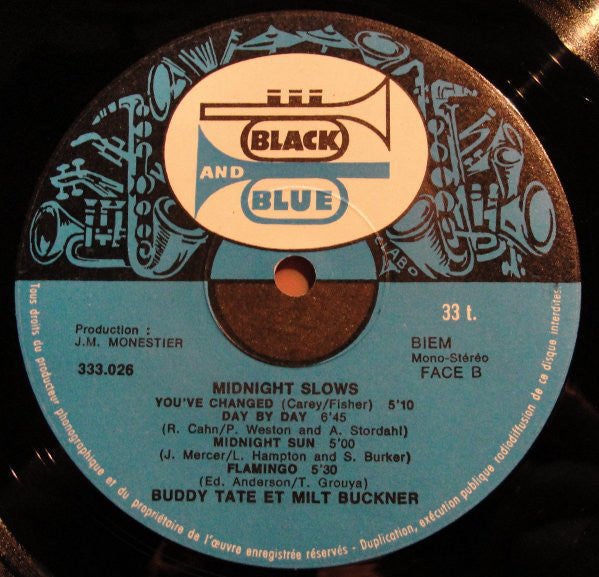 BLACK
AND
BLUE
LABO
33 t.
Production :
J.M. MONESTIER
BIEM
Mono-Stéréo
333.026
FACE B
MIDNIGHT SLOWS
YOU'VE CHANGED (Carey/Fisher) 5'10
DAY BY DAY 6'45
(R. Cahn/P. Weston and A. Stordahl)
MIDNIGHT SUN 5'00
(J. Mercer/L. Hampton and S. Burker)
FLAMINGO 5'30
(Ed. Anderson/T. Grouya)
BUDDY TATE ET MILT BUCKNER
Tous droits du producteur phonographique et du propriétaire de l'œuvre enregistrée réservés - Duplication, exécution publique radiodiffusion de ce disque interdites.